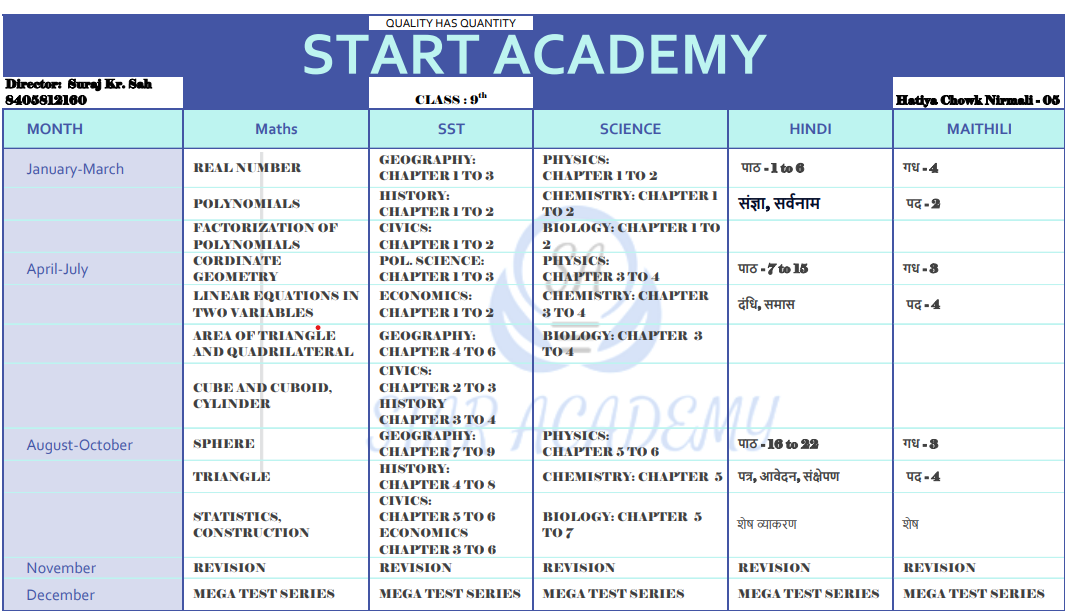 QUALITY HAS QUANTITY
START ACADEMY
Director: Suraj Kr. Sah
8405812160
CLASS : 9th
Hatiya Chowk Nirmali - 05
MONTH Maths SST SCIENCE HINDI MAITHILI
January-March
REAL NUMBER
GEOGRAPHY:
CHAPTER 1 TO 3
PHYSICS:
CHAPTER 1 TO 2
पाठ - 1 to 6
गध - 4
POLYNOMIALS
HISTORY:
CHAPTER 1 TO 2
CHEMISTRY: CHAPTER 1
TO 2
संज्ञा, सर्वनाम
पद - 2
FACTORIZATION OF
POLYNOMIALS
CIVICS:
CHAPTER 1 TO 2
BIOLOGY: CHAPTER 1 TO
2
April-July
CORDINATE
GEOMETRY
POL. SCIENCE:
CHAPTER 1 TO 3
PHYSICS:
CHAPTER 3 TO 4
पाठ - 7 to 15
गध - 3
LINEAR EQUATIONS IN
TWO VARIABLES
ECONOMICS:
CHAPTER 1 TO 2
CHEMISTRY: CHAPTER
3 TO 4
दंधि, समास
पद - 4
AREA OF TRIANGLE
AND QUADRILATERAL
GEOGRAPHY:
CHAPTER 4 TO 6
BIOLOGY: CHAPTER 3
TO 4
CUBE AND CUBOID,
CYLINDER
CIVICS:
CHAPTER 2 TO 3
HISTORY
CHAPTER 3 TO 4
August-October
SPHERE
GEOGRAPHY:
CHAPTER 7 TO 9
PHYSICS:
CHAPTER 5 TO 6
पाठ - 16 to 22
गध - 3
TRIANGLE
HISTORY:
CHAPTER 4 TO 8
CHEMISTRY: CHAPTER 5
पत्र, आवेदन, संक्षेपण
पद - 4
STATISTICS,
CONSTRUCTION
CIVICS:
CHAPTER 5 TO 6
ECONOMICS
CHAPTER 3 TO 6
BIOLOGY: CHAPTER 5
TO 7
शेष व्याकरण
शेष
November REVISION REVISION REVISION REVISION REVISION
December MEGA TEST SERIES MEGA TEST SERIES MEGA TEST SERIES MEGA TEST SERIES MEGA TEST SERIES
SA
STAR ACADEMY